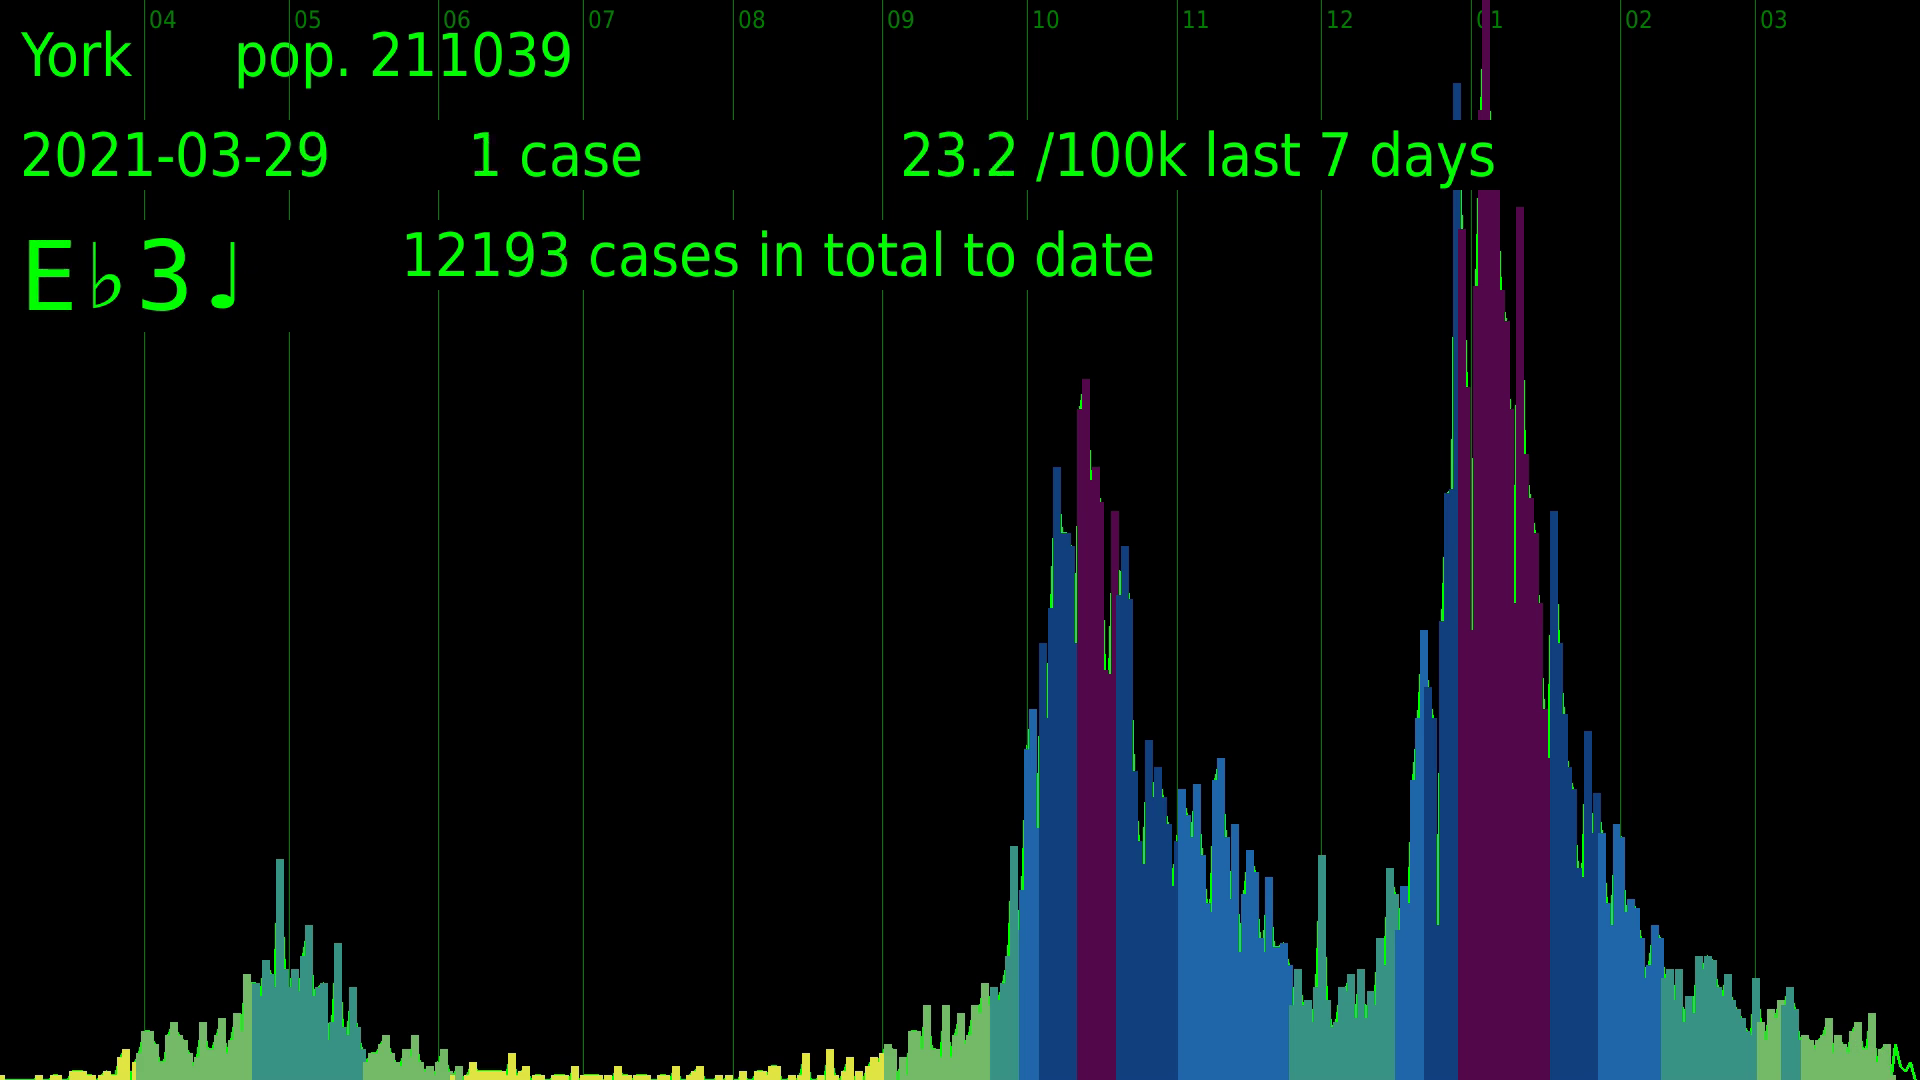 04 05 06 07 08 09 10 11 12 01 02 03
York pop. 211039
2021-03-29 1 case 23.2 /100k last 7 days
E♭3♩ 12193 cases in total to date